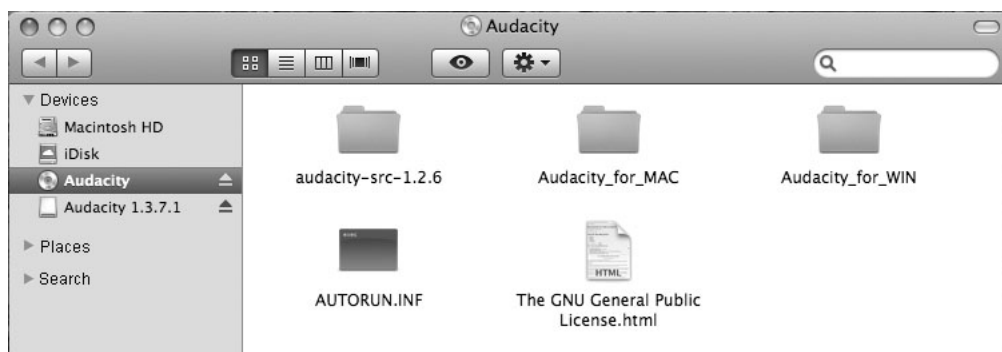 Audacity
Devices
Macintosh HD
iDisk
Audacity
Audacity 1.3.7.1
Places
Search
audacity-src-1.2.6
Audacity_for_MAC
Audacity_for_WIN
AUTORUN.INF
HTML
The GNU General Public
License.html